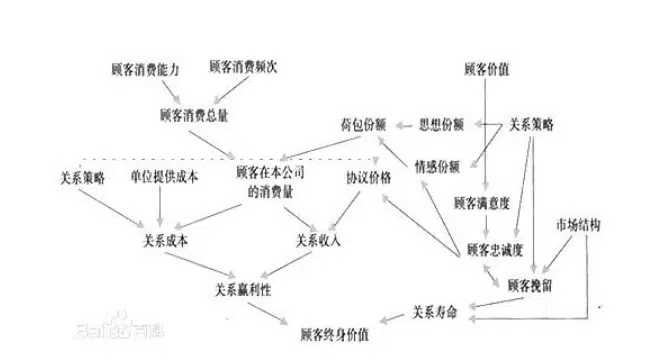 顾客消费能力
顾客消费频次
顾客价值
顾客消费总量
荷包份额
思想份额
关系策略
关系策略
单位提供成本
顾客在本公司
的消费量
协议价格
情感份额
顾客满意度
市场结构
关系成本
关系收入
顾客忠诚度
关系赢利性
顾客挽留
关系寿命
顾客终身价值
Baidu百科